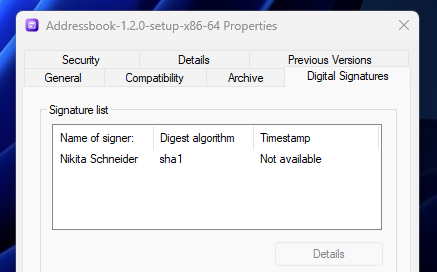 Addressbook-1.2.0-setup-x86-64 Properties
Security Details Previous Versions
General Compatibility Archive Digital Signatures
Signature list
Name of signer: Digest algorithm Timestamp
Nikita Schneider sha1 Not available
Details